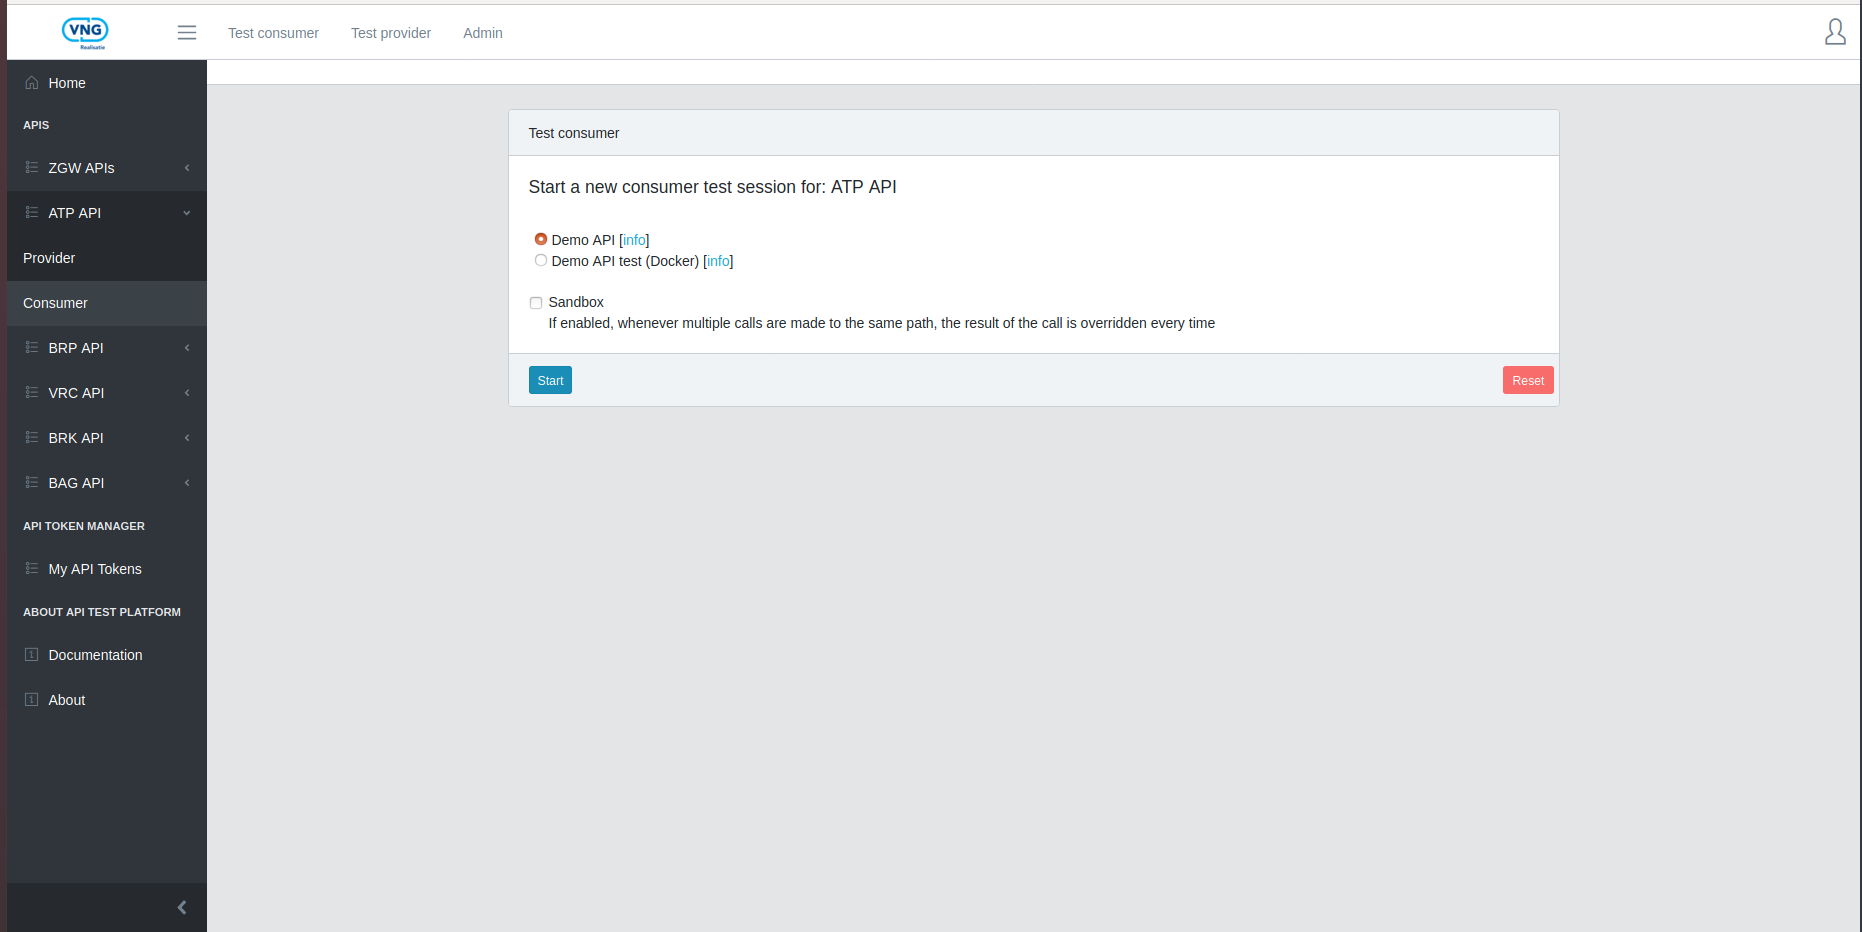 VNG
Realisatie
Test consumer
Test provider
Admin
Home
APIS
ZGW APIs
ATP API
Provider
Consumer
BRP API
VRC API
BRK API
BAG API
API TOKEN MANAGER
My API Tokens
ABOUT API TEST PLATFORM
Documentation
About
Test consumer
Start a new consumer test session for: ATP API
Demo API [info]
Demo API test (Docker) [info]
Sandbox
If enabled, whenever multiple calls are made to the same path, the result of the call is overridden every time
Start
Reset